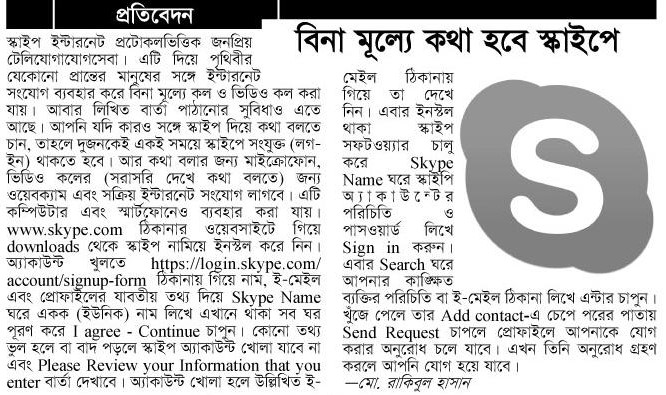 প্রতিবেদন
বিনা মূল্যে কথা হবে স্কাইপে
স্কাইপ ইন্টারনেট প্রটোকলভিত্তিক জনপ্রিয়
টেলিযোগাযোগসেবা। এটি দিয়ে পৃথিবীর
যেকোনো প্রান্তের মানুষের সঙ্গে ইন্টারনেট
সংযোগ ব্যবহার করে বিনা মূল্যে কল ও ভিডিও কল করা
যায়। আবার লিখিত বার্তা পাঠানোর সুবিধাও এতে
আছে। আপনি যদি কারও সঙ্গে স্কাইপ দিয়ে কথা বলতে
চান, তাহলে দুজনকেই একই সময়ে স্কাইপে সংযুক্ত (লগ-
ইন) থাকতে হবে। আর কথা বলার জন্য মাইক্রোফোন,
ভিডিও কলের (সরাসরি দেখে কথা বলতে) জন্য
ওয়েবক্যাম এবং সক্রিয় ইন্টারনেট সংযোগ লাগবে। এটি
কম্পিউটার এবং স্মার্টফোনেও ব্যবহার করা যায়।
www.skype.com ঠিকানার ওয়েবসাইটে গিয়ে
downloads থেকে স্কাইপ নামিয়ে ইনস্টল করে নিন।
অ্যাকাউন্ট খুলতে https://login.skype.com/
account/signup-form ঠিকানায় গিয়ে নাম, ই-মেইল
এবং প্রোফাইলের যাবতীয় তথ্য দিয়ে Skype Name
ঘরে একক (ইউনিক) নাম লিখে এখানে থাকা সব ঘর
পূরণ করে I agree - Continue চাপুন। কোনো তথ্য
ভুল হলে বা বাদ পড়লে স্কাইপ অ্যাকাউন্ট খোলা যাবে না
এবং Please Review your Information that you
enter বার্তা দেখাবে। অ্যাকাউন্ট খোলা হলে উল্লিখিত ই-
মেইল ঠিকানায়
গিয়ে তা দেখে
নিন। এবার ইনস্টল
থাকা স্কাইপ
সফটওয়্যার চালু
করে Skype
Name ঘরে স্কাইপি
অ্যাকাউন্টের
পরিচিতি ও
পাসওয়ার্ড লিখে
Sign in করুন।
এবার Search ঘরে
আপনার কাঙ্ক্ষিত
ব্যক্তির পরিচিতি বা ই-মেইল ঠিকানা লিখে এন্টার চাপুন।
খুঁজে পেলে তার Add contact-এ চেপে পরের পাতায়
Send Request চাপলে প্রোফাইলে আপনাকে যোগ
করার অনুরোধ চলে যাবে। এখন তিনি অনুরোধ গ্রহণ
করলে আপনি যোগ হয়ে যাবে।
—মো. রাকিবুল হাসান
S